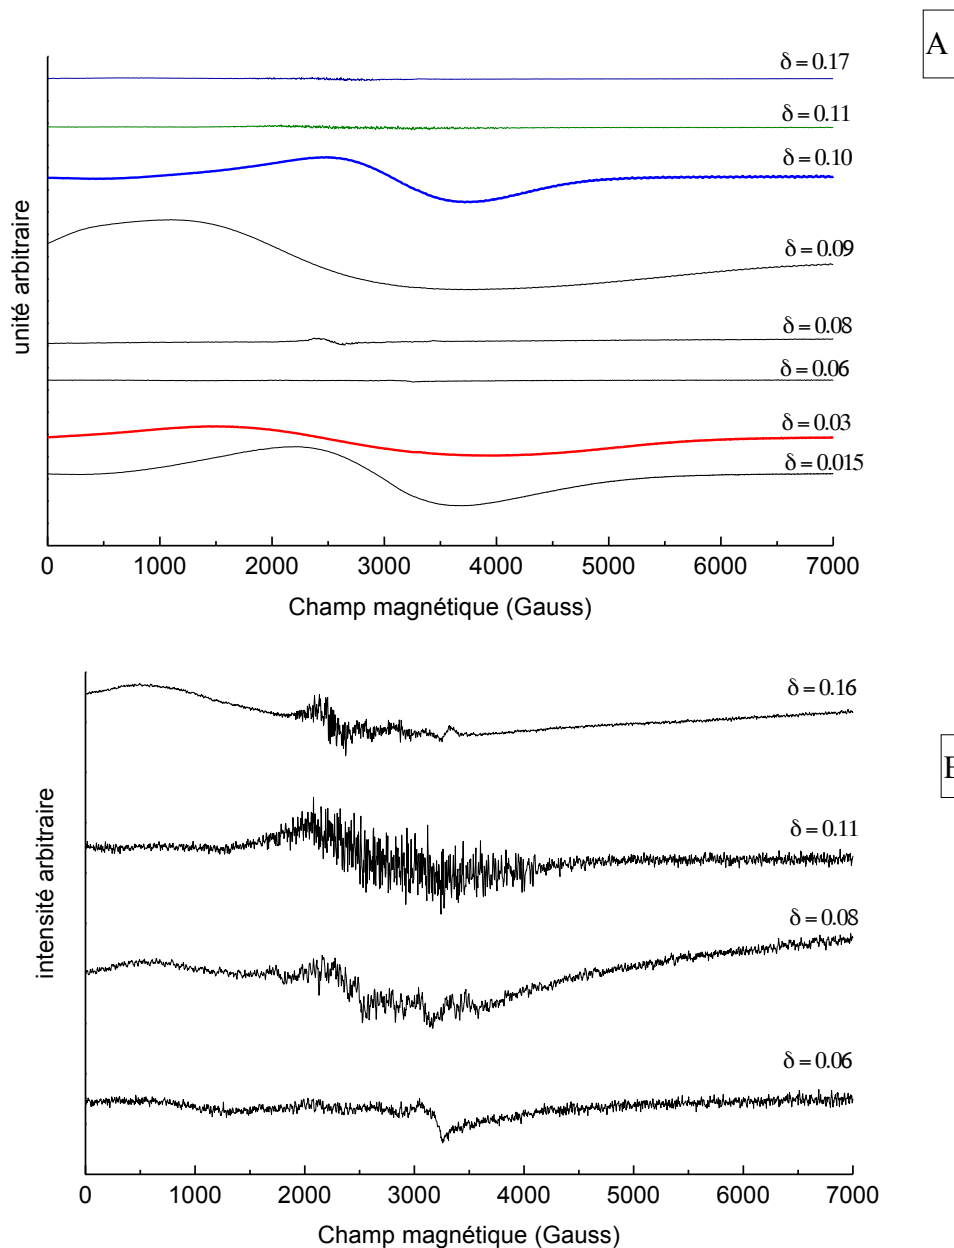 A
δ = 0.17
δ = 0.11
δ = 0.10
δ = 0.09
δ = 0.08
δ = 0.06
δ = 0.03
δ = 0.015
unité arbitraire
0 1000 2000 3000 4000 5000 6000 7000
Champ magnétique (Gauss)
δ = 0.16
δ = 0.11
δ = 0.08
δ = 0.06
intensité arbitraire
0 1000 2000 3000 4000 5000 6000 7000
Champ magnétique (Gauss)